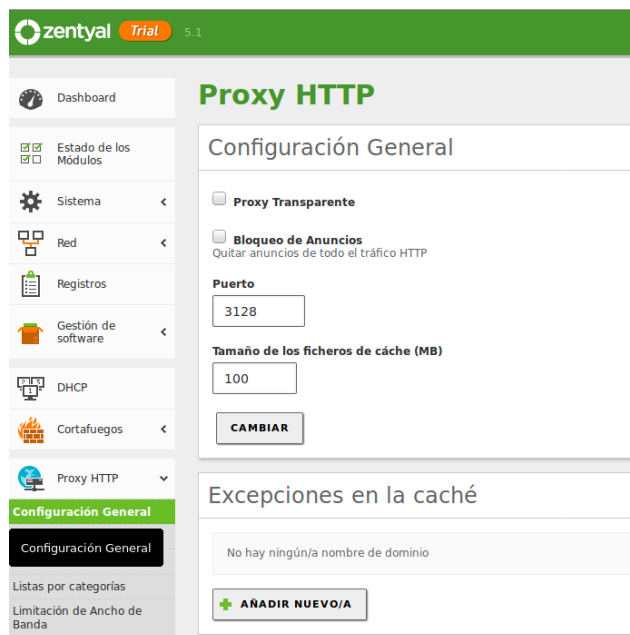 zentyal Trial 5.1
Dashboard
Estado de los
Módulos
Sistema
Red
Registros
Gestión de
software
DHCP
Cortafuegos
Proxy HTTP
Configuración General
Configuración General
Listas por categorías
Limitación de Ancho de
Banda
Proxy HTTP
Configuración General
Proxy Transparente
Bloqueo de Anuncios
Quitar anuncios de todo el tráfico HTTP
Puerto
3128
Tamaño de los ficheros de cáche (MB)
100
CAMBIAR
Excepciones en la caché
No hay ningún/a nombre de dominio
AÑADIR NUEVO/A